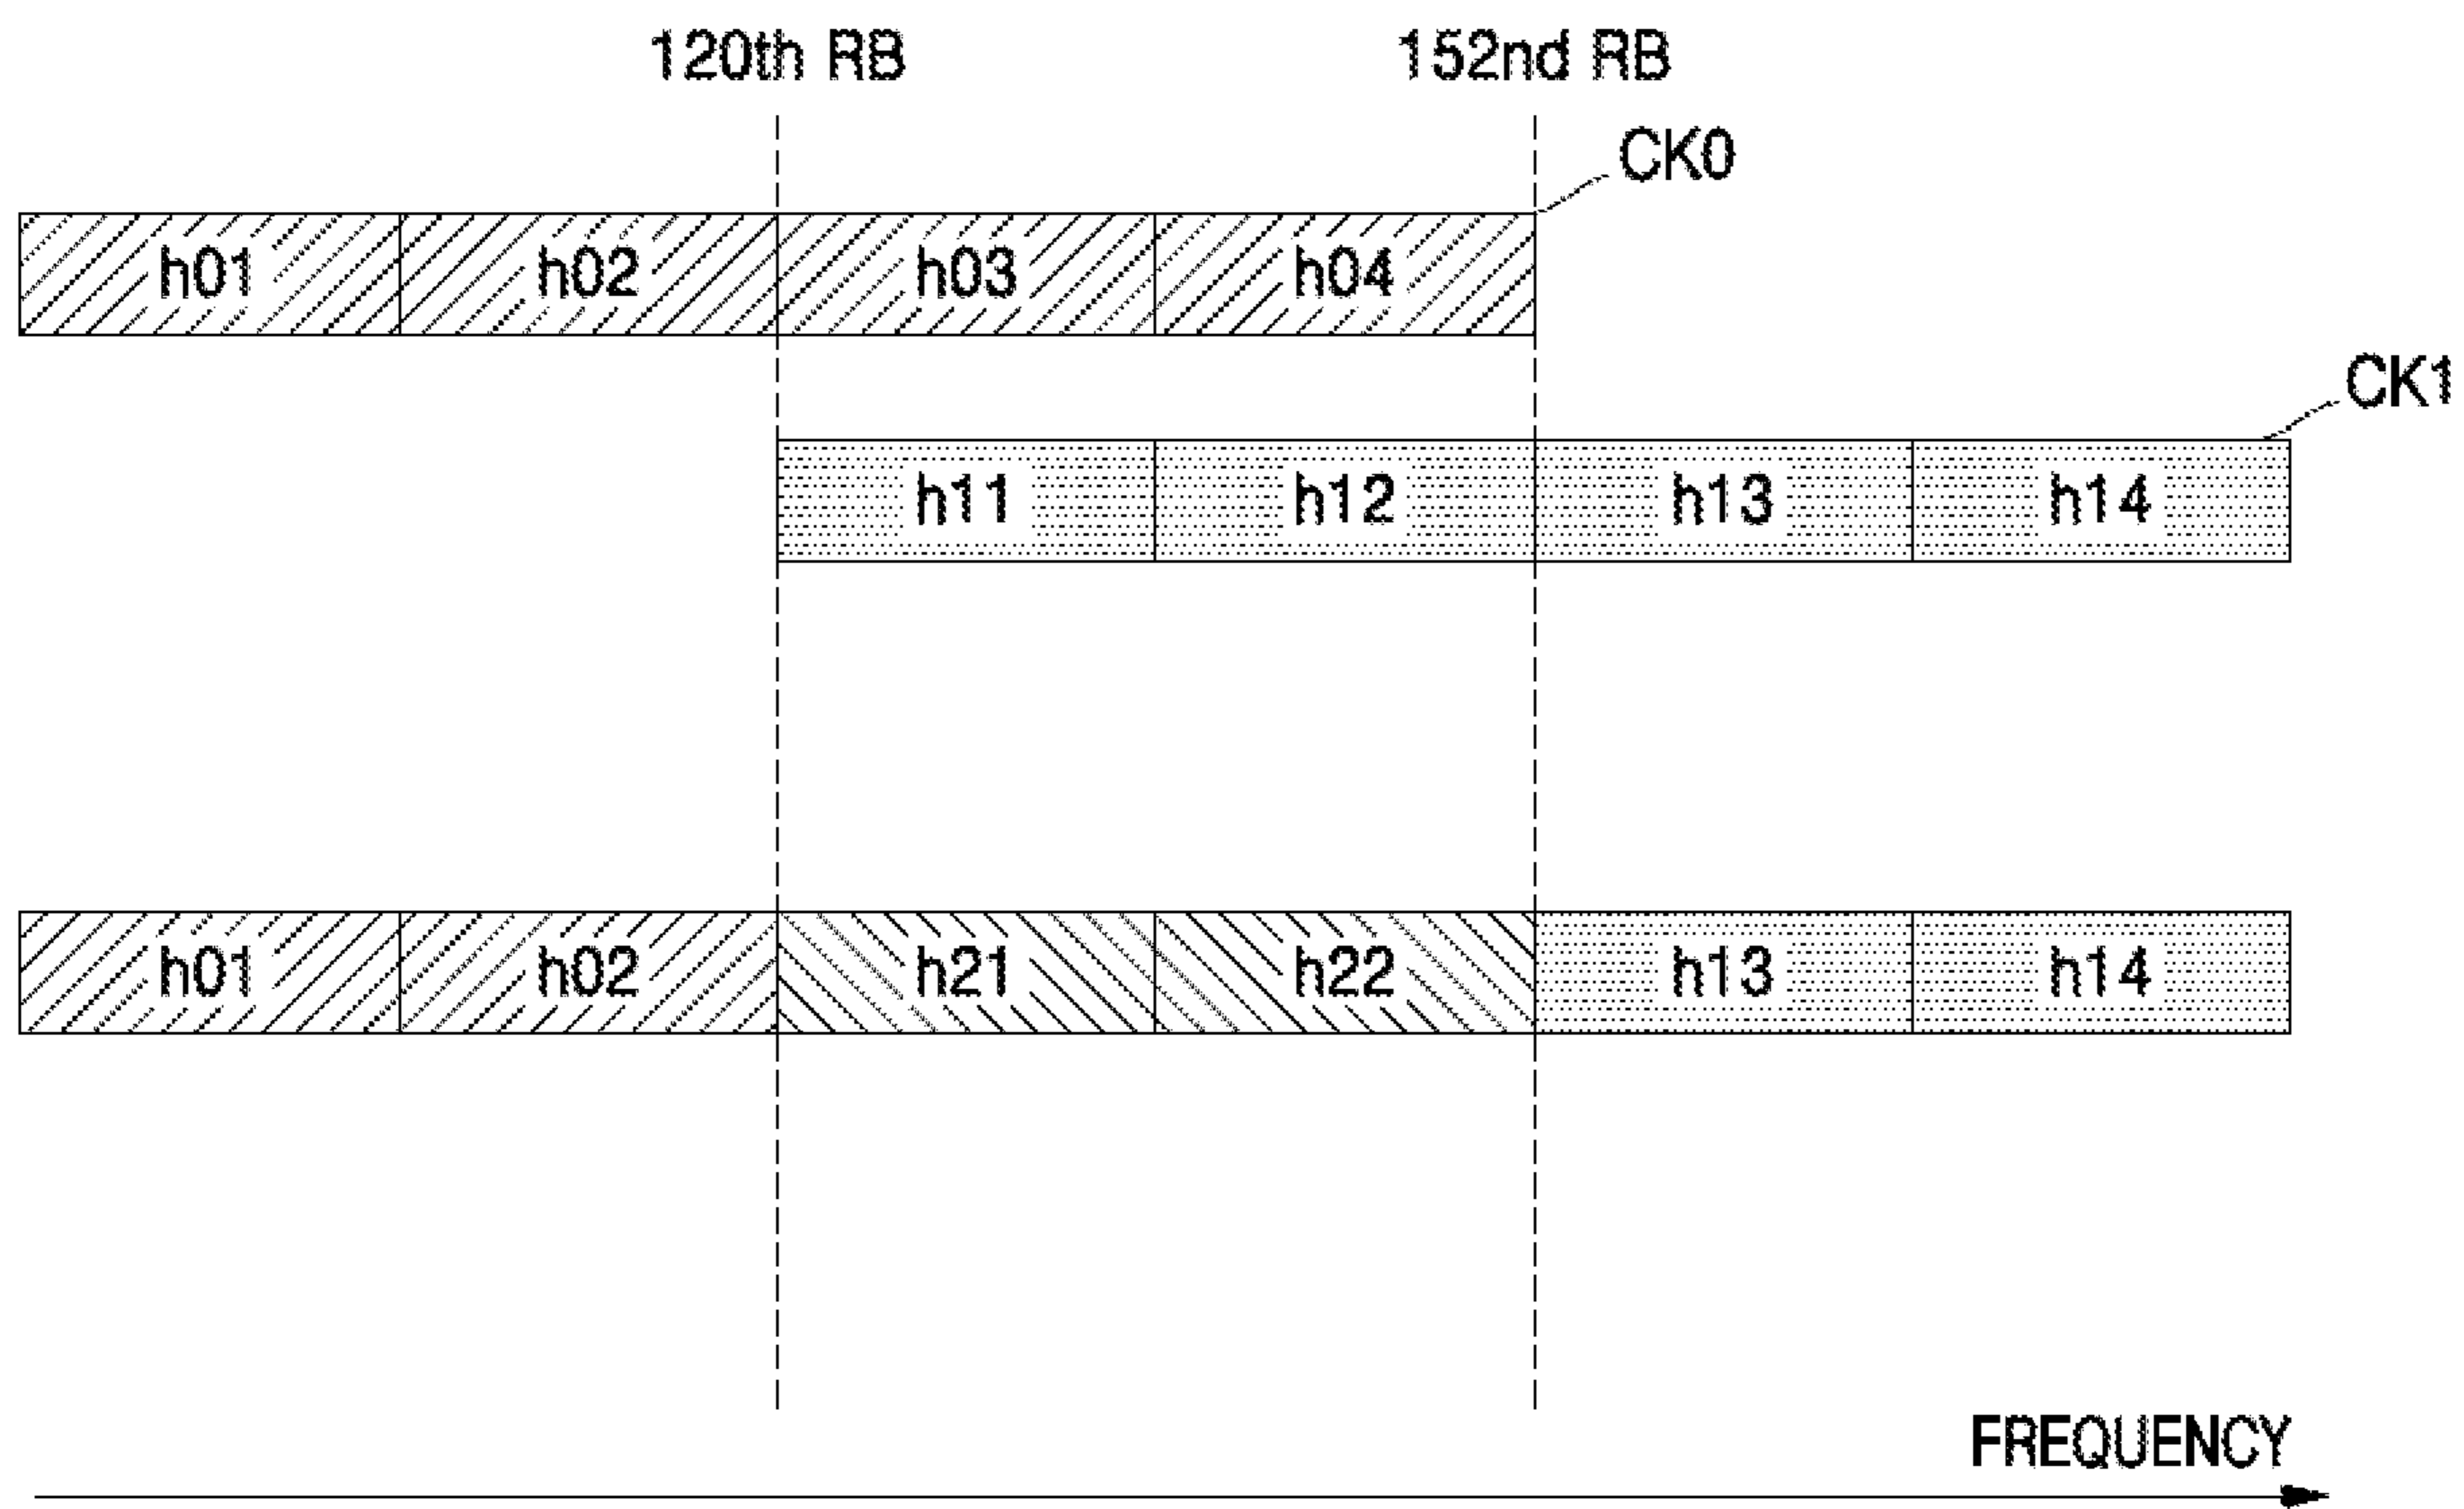 120th RB 152nd RB
CK0
h01 h02 h03 h04
CK1
h11 h12 h13 h14
h01 h02 h21 h22 h13 h14
FREQUENCY